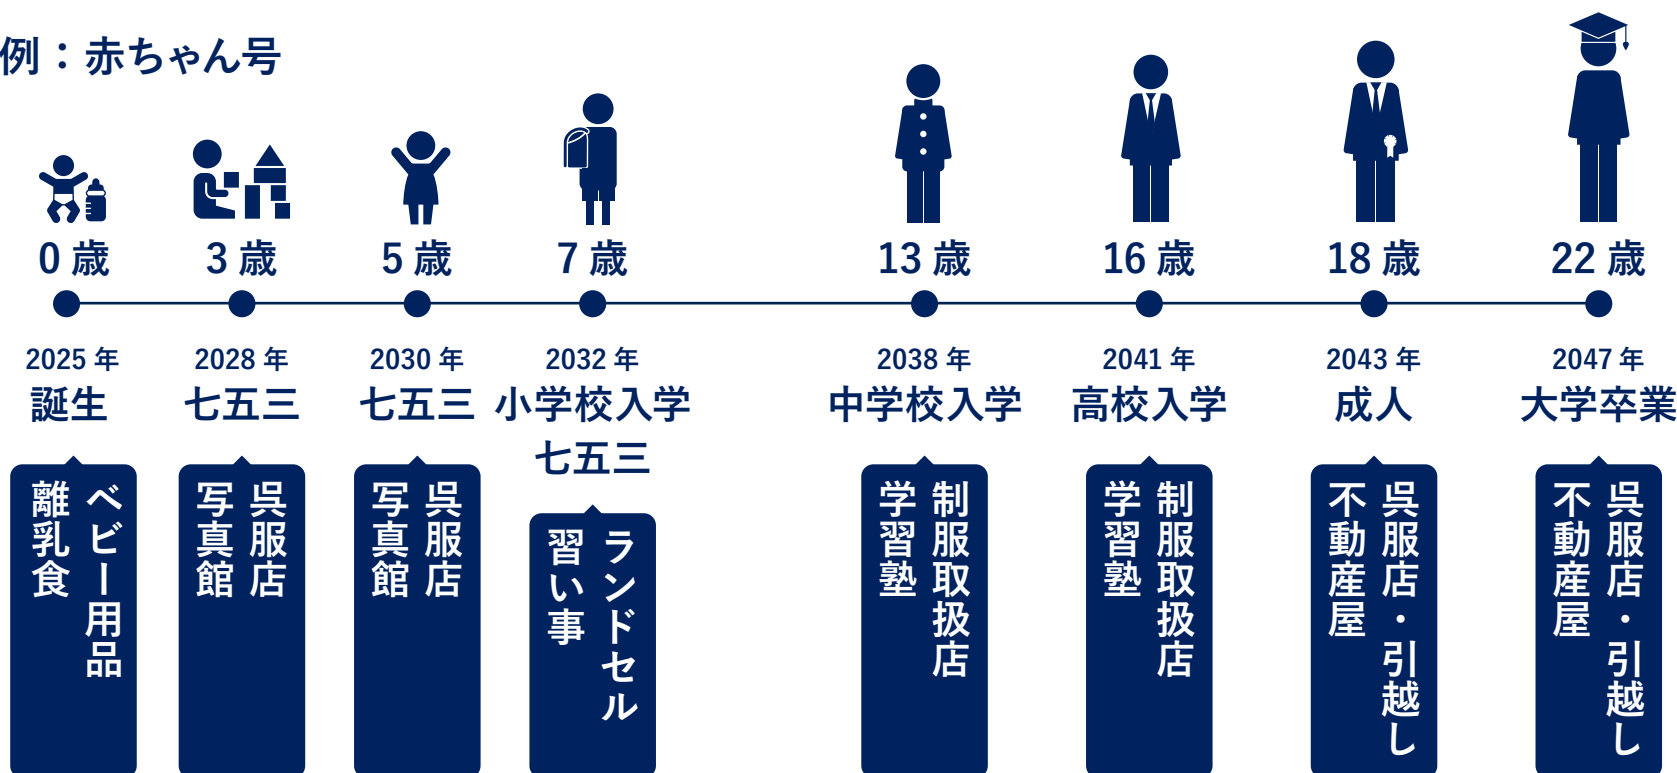 例：赤ちゃん号
0 歳
3 歳
5 歳
7 歳
13 歳
16 歳
18 歳
22 歳
2025 年
誕生
2028 年
七五三
2030 年
七五三
2032 年
小学校入学
七五三
2038 年
中学校入学
2041 年
高校入学
2043 年
成人
2047 年
大学卒業
ベビー用品
離乳食
呉服店
写真館
呉服店
写真館
ランドセル
習い事
制服取扱店
学習塾
制服取扱店
学習塾
呉服店・引越し
不動産屋
呉服店・引越し
不動産屋